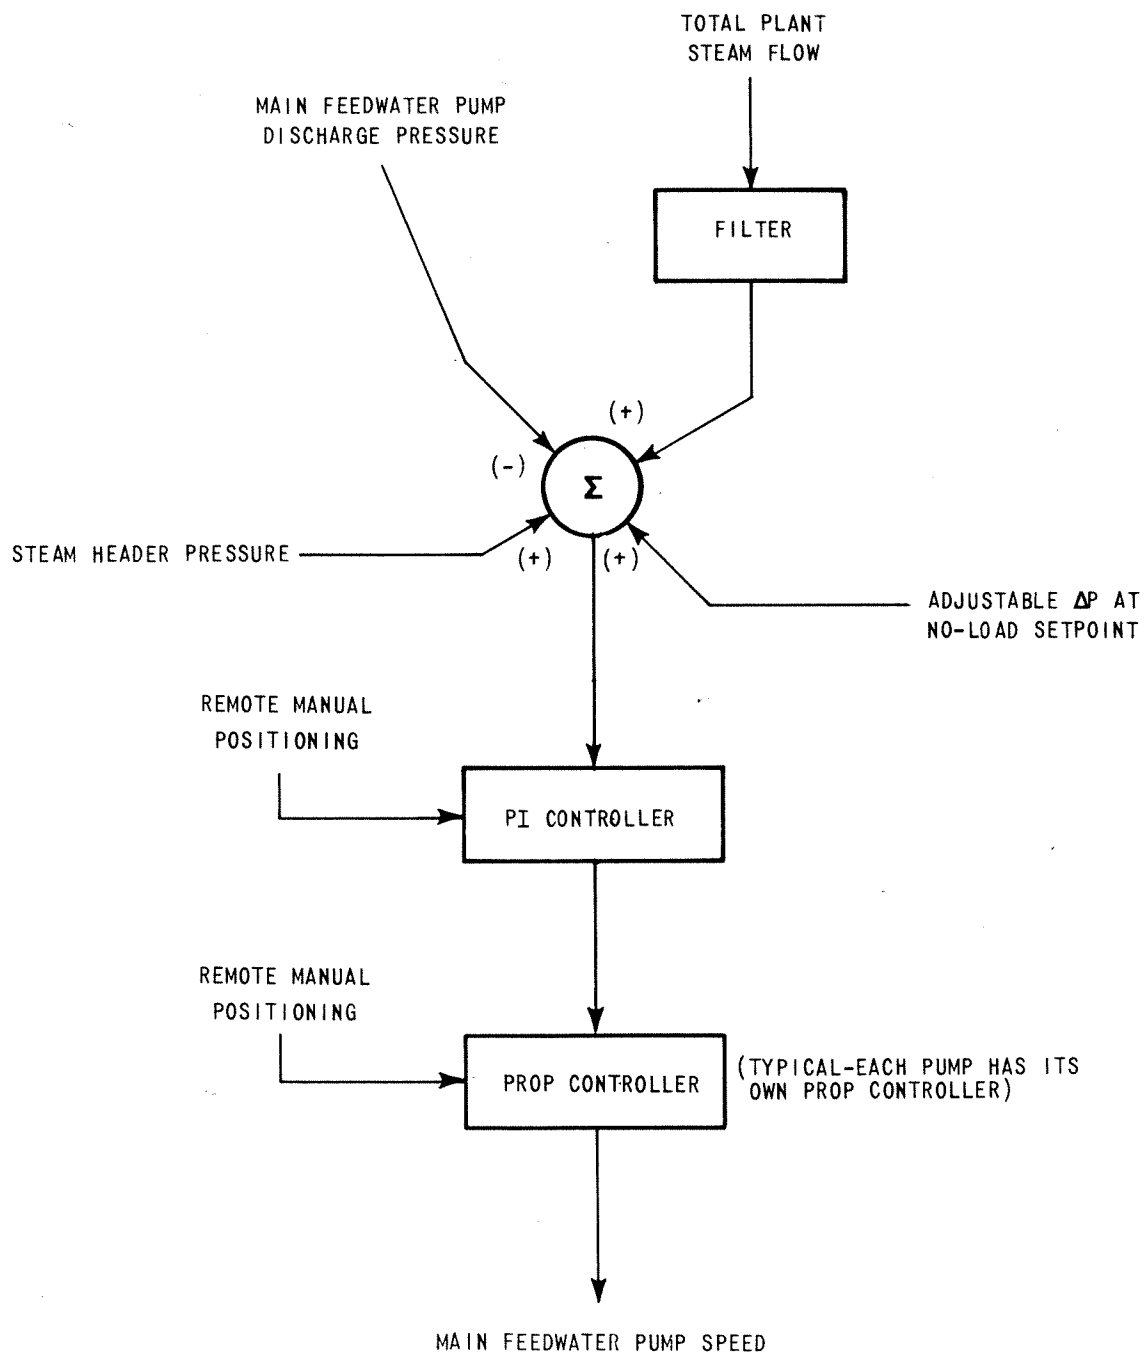 TOTAL PLANT
STEAM FLOW
MAIN FEEDWATER PUMP
DISCHARGE PRESSURE
FILTER
(+)
(-)
Σ
STEAM HEADER PRESSURE
(+)
(+)
ADJUSTABLE ΔP AT
NO-LOAD SETPOINT
REMOTE MANUAL
POSITIONING
PI CONTROLLER
REMOTE MANUAL
POSITIONING
PROP CONTROLLER
(TYPICAL-EACH PUMP HAS ITS
OWN PROP CONTROLLER)
MAIN FEEDWATER PUMP SPEED